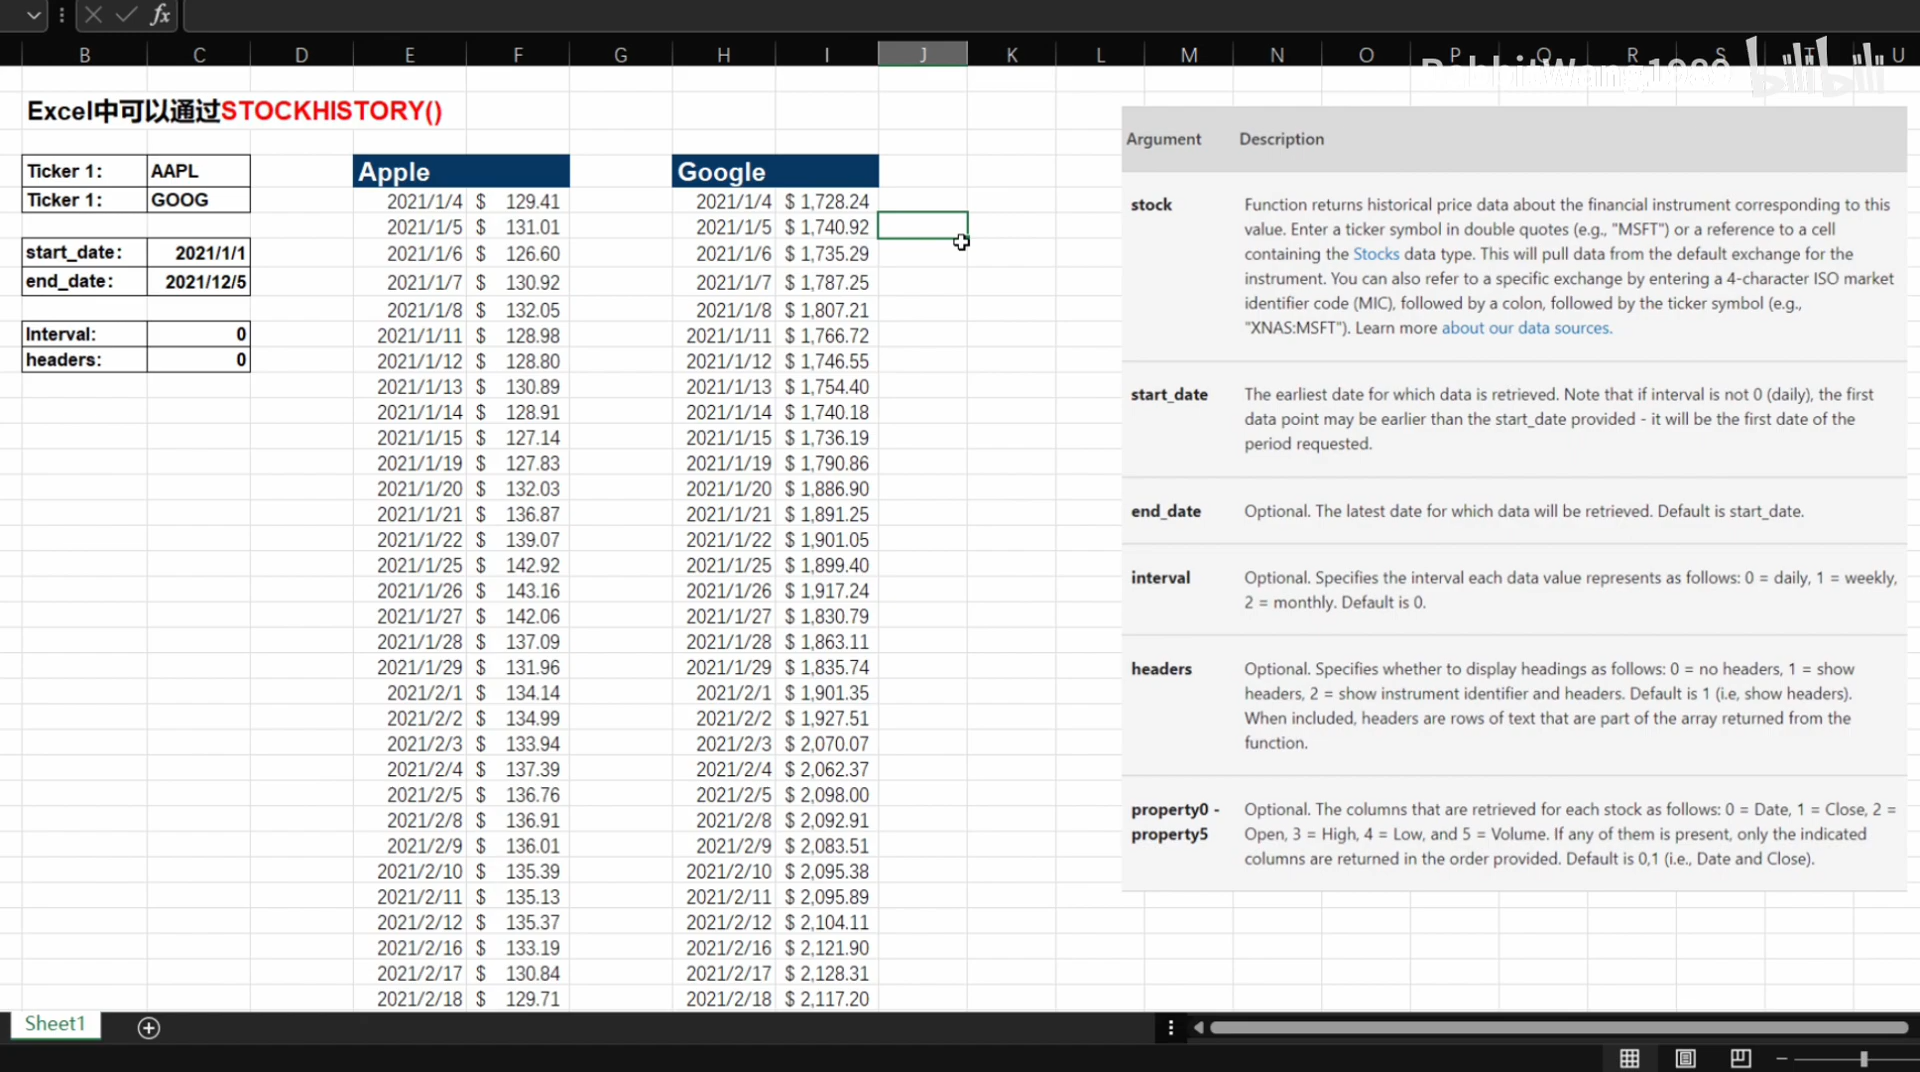 fx
B C D E F G H I J K L M N O P Q R S T U
RabbitWang1989 bilibili
Excel中可以通过STOCKHISTORY()
Ticker 1: AAPL
Ticker 1: GOOG
start_date: 2021/1/1
end_date: 2021/12/5
Interval: 0
headers: 0
Apple
2021/1/4 $ 129.41
2021/1/5 $ 131.01
2021/1/6 $ 126.60
2021/1/7 $ 130.92
2021/1/8 $ 132.05
2021/1/11 $ 128.98
2021/1/12 $ 128.80
2021/1/13 $ 130.89
2021/1/14 $ 128.91
2021/1/15 $ 127.14
2021/1/19 $ 127.83
2021/1/20 $ 132.03
2021/1/21 $ 136.87
2021/1/22 $ 139.07
2021/1/25 $ 142.92
2021/1/26 $ 143.16
2021/1/27 $ 142.06
2021/1/28 $ 137.09
2021/1/29 $ 131.96
2021/2/1 $ 134.14
2021/2/2 $ 134.99
2021/2/3 $ 133.94
2021/2/4 $ 137.39
2021/2/5 $ 136.76
2021/2/8 $ 136.91
2021/2/9 $ 136.01
2021/2/10 $ 135.39
2021/2/11 $ 135.13
2021/2/12 $ 135.37
2021/2/16 $ 133.19
2021/2/17 $ 130.84
2021/2/18 $ 129.71
Google
2021/1/4 $ 1,728.24
2021/1/5 $ 1,740.92
2021/1/6 $ 1,735.29
2021/1/7 $ 1,787.25
2021/1/8 $ 1,807.21
2021/1/11 $ 1,766.72
2021/1/12 $ 1,746.55
2021/1/13 $ 1,754.40
2021/1/14 $ 1,740.18
2021/1/15 $ 1,736.19
2021/1/19 $ 1,790.86
2021/1/20 $ 1,886.90
2021/1/21 $ 1,891.25
2021/1/22 $ 1,901.05
2021/1/25 $ 1,899.40
2021/1/26 $ 1,917.24
2021/1/27 $ 1,830.79
2021/1/28 $ 1,863.11
2021/1/29 $ 1,835.74
2021/2/1 $ 1,901.35
2021/2/2 $ 1,927.51
2021/2/3 $ 2,070.07
2021/2/4 $ 2,062.37
2021/2/5 $ 2,098.00
2021/2/8 $ 2,092.91
2021/2/9 $ 2,083.51
2021/2/10 $ 2,095.38
2021/2/11 $ 2,095.89
2021/2/12 $ 2,104.11
2021/2/16 $ 2,121.90
2021/2/17 $ 2,128.31
2021/2/18 $ 2,117.20
Argument Description
stock Function returns historical price data about the financial instrument corresponding to this
value. Enter a ticker symbol in double quotes (e.g., "MSFT") or a reference to a cell
containing the Stocks data type. This will pull data from the default exchange for the
instrument. You can also refer to a specific exchange by entering a 4-character ISO market
identifier code (MIC), followed by a colon, followed by the ticker symbol (e.g.,
"XNAS:MSFT"). Learn more about our data sources.
start_date The earliest date for which data is retrieved. Note that if interval is not 0 (daily), the first
data point may be earlier than the start_date provided - it will be the first date of the
period requested.
end_date Optional. The latest date for which data will be retrieved. Default is start_date.
interval Optional. Specifies the interval each data value represents as follows: 0 = daily, 1 = weekly,
2 = monthly. Default is 0.
headers Optional. Specifies whether to display headings as follows: 0 = no headers, 1 = show
headers, 2 = show instrument identifier and headers. Default is 1 (i.e, show headers).
When included, headers are rows of text that are part of the array returned from the
function.
property0 - Optional. The columns that are retrieved for each stock as follows: 0 = Date, 1 = Close, 2 =
property5 Open, 3 = High, 4 = Low, and 5 = Volume. If any of them is present, only the indicated
columns are returned in the order provided. Default is 0,1 (i.e., Date and Close).
Sheet1